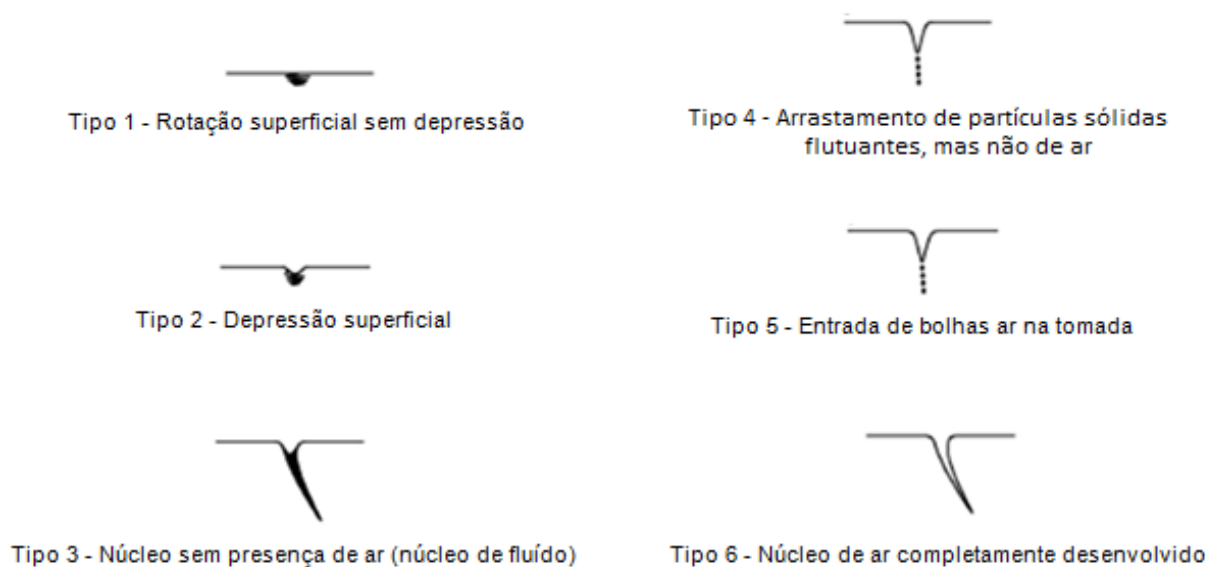 Tipo 1 - Rotação superficial sem depressão
Tipo 2 - Depressão superficial
Tipo 3 - Núcleo sem presença de ar (núcleo de fluído)
Tipo 4 - Arrastamento de partículas sólidas
flutuantes, mas não de ar
Tipo 5 - Entrada de bolhas ar na tomada
Tipo 6 - Núcleo de ar completamente desenvolvido